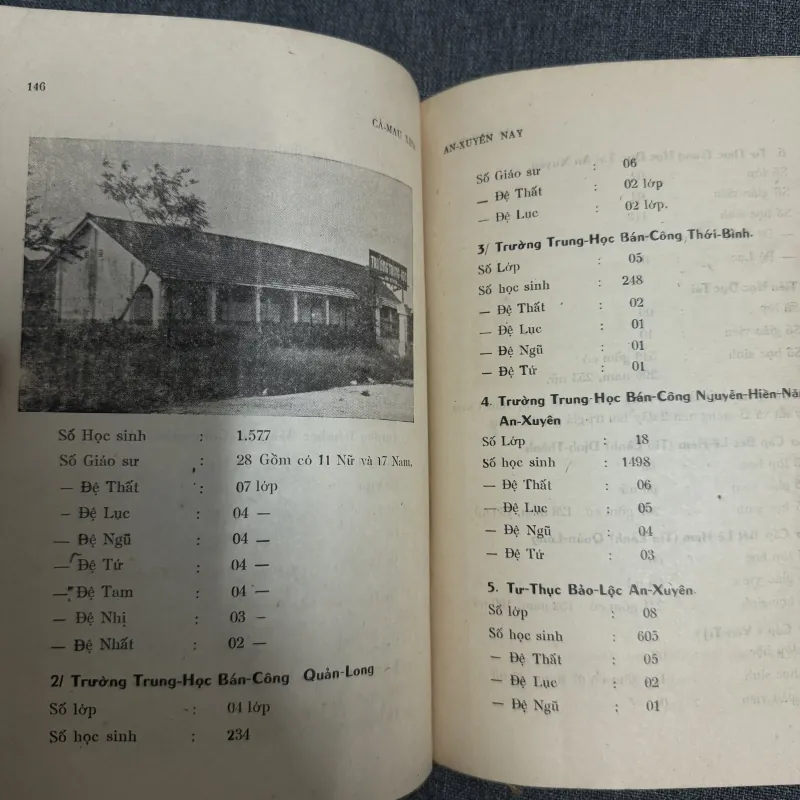 146
CÀ-MAU XƯA
TRƯỜNG TRUNG-HỌC
Số Học sinh : 1.577
Số Giáo sư : 28 Gồm có 11 Nữ và 17 Nam.
— Đệ Thất : 07 lớp
— Đệ Lục : 04 —
— Đệ Ngũ : 04 —
— Đệ Tứ : 04 —
— Đệ Tam : 04 —
— Đệ Nhị : 03 —
— Đệ Nhất : 02 —
2/ Trường Trung-Học Bán-Công Quản-Long
Số lớp : 04 lớp
Số học sinh : 234
AN-XUYÊN NAY
Số Giáo sư : 06
— Đệ Thất : 02 lớp
— Đệ Lục : 02 lớp.
3/ Trường Trung-Học Bán-Công Thới-Bình.
Số Lớp : 05
Số học sinh : 248
— Đệ Thất : 02
— Đệ Lục : 01
— Đệ Ngũ : 01
— Đệ Tứ : 01
4. Trường Trung-Học Bán-Công Nguyễn-Hiền-Năng
An-Xuyên
Số Lớp : 18
Số học sinh : 1498
— Đệ Thất : 06
— Đệ Lục : 05
— Đệ Ngũ : 04
— Đệ Tứ : 03
5. Tư-Thục Bảo-Lộc An-Xuyên.
Số lớp : 08
Số học sinh : 605
— Đệ Thất : 05
— Đệ Lục : 02
— Đệ Ngũ : 01